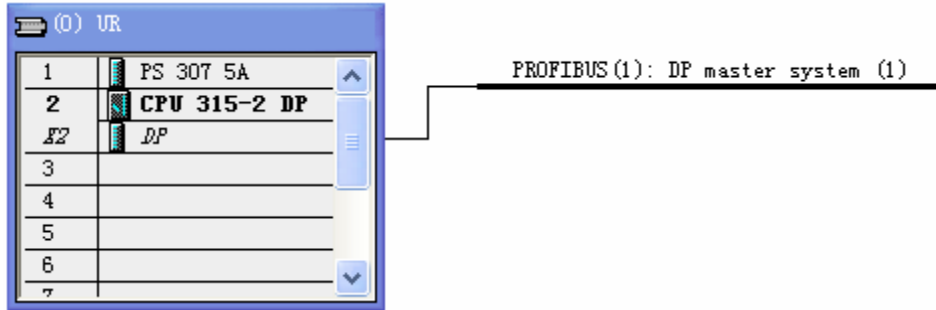 (0) UR
1 PS 307 5A
2 CPU 315-2 DP
X2 DP
3
4
5
6
7
PROFIBUS(1): DP master system (1)